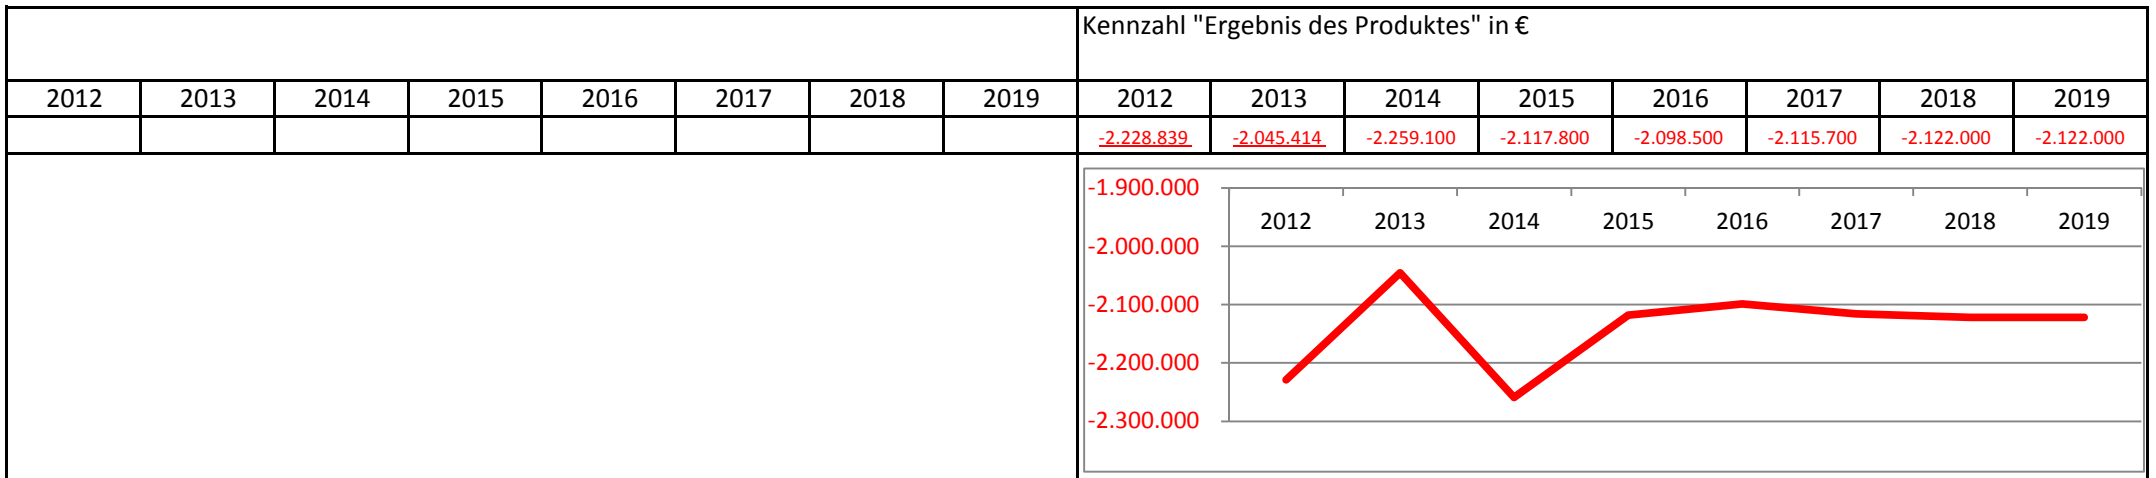 Kennzahl "Ergebnis des Produktes" in €
2012 2013 2014 2015 2016 2017 2018 2019 2012 2013 2014 2015 2016 2017 2018 2019
-2.228.839 -2.045.414 -2.259.100 -2.117.800 -2.098.500 -2.115.700 -2.122.000 -2.122.000
-1.900.000
2012 2013 2014 2015 2016 2017 2018 2019
-2.000.000
-2.100.000
-2.200.000
-2.300.000